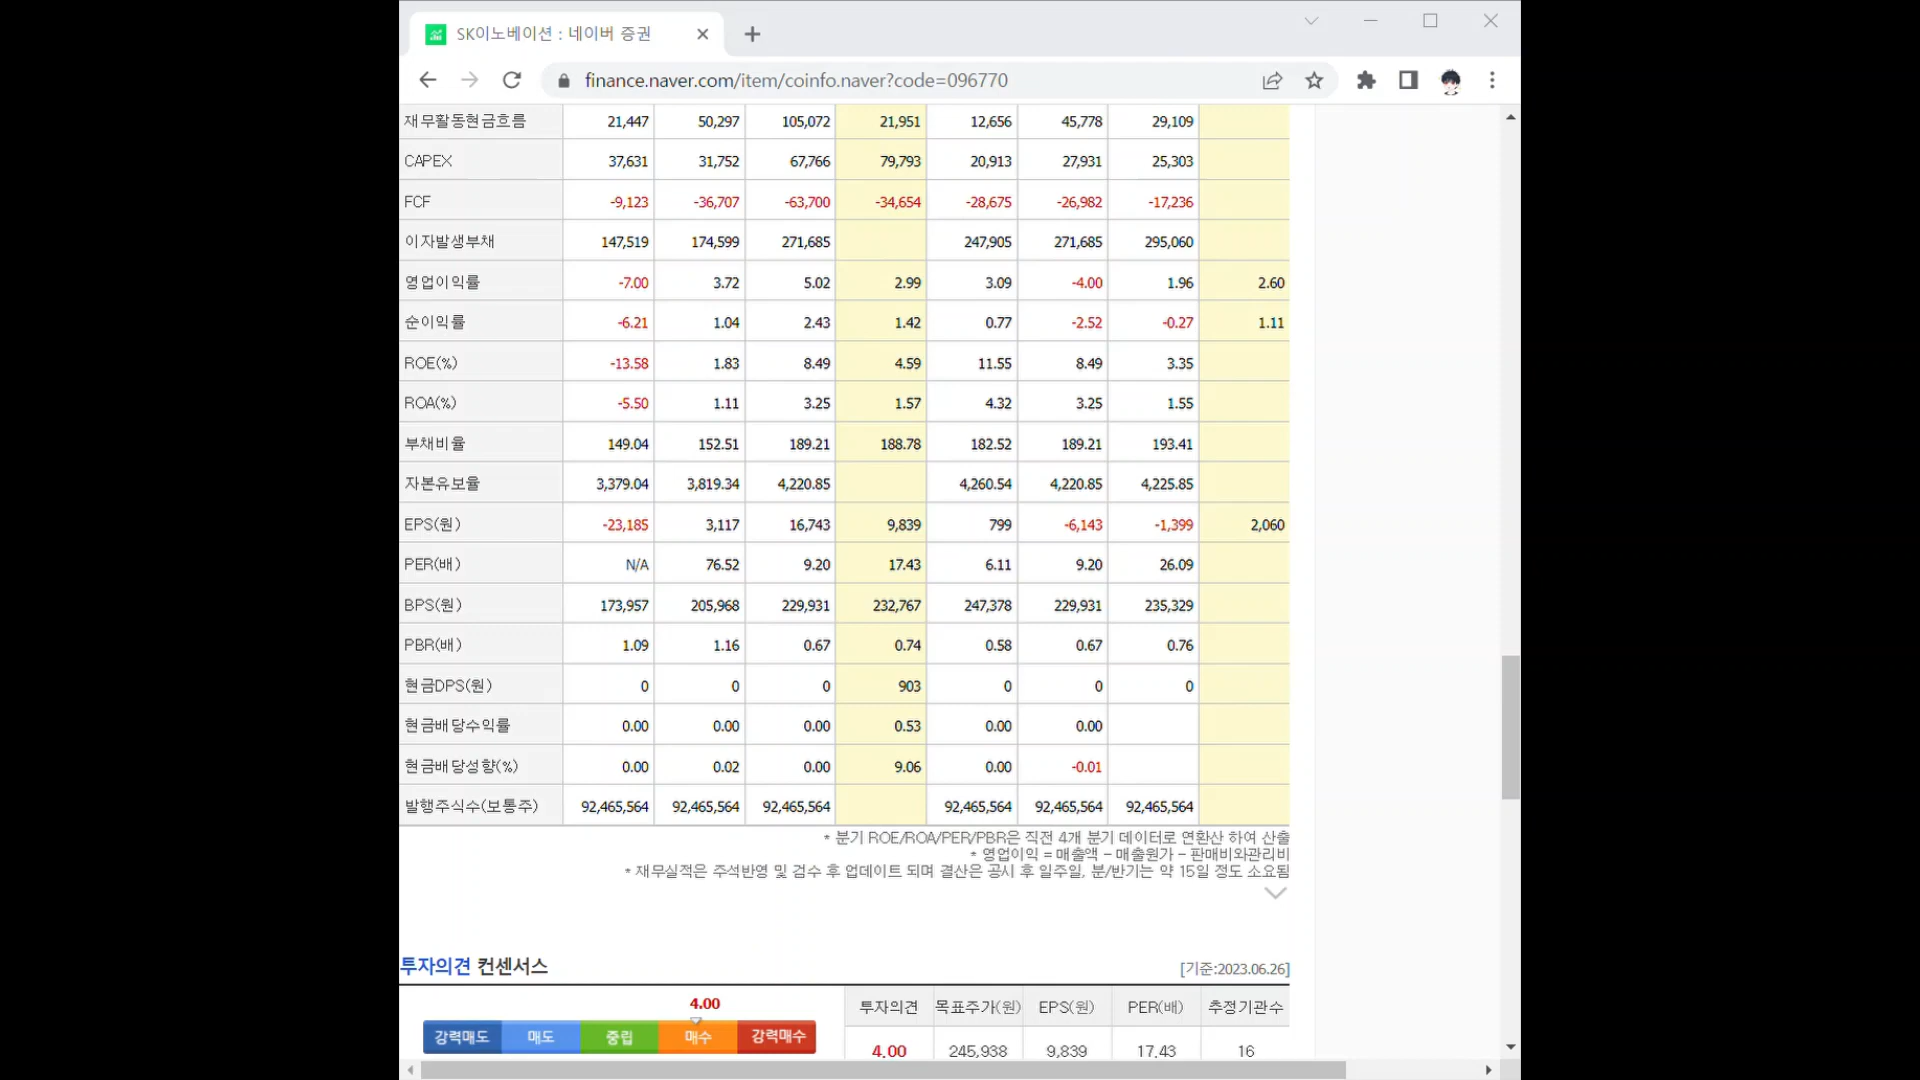 SK이노베이션 : 네이버 증권
finance.naver.com/item/coinfo.naver?code=096770
재무활동현금흐름 21,447 50,297 105,072 21,951 12,656 45,778 29,109
CAPEX 37,631 31,752 67,766 79,793 20,913 27,931 25,303
FCF -9,123 -36,707 -63,700 -34,654 -28,675 -26,982 -17,236
이자발생부채 147,519 174,599 271,685 247,905 271,685 295,060
영업이익률 -7.00 3.72 5.02 2.99 3.09 -4.00 1.96 2.60
순이익률 -6.21 1.04 2.43 1.42 0.77 -2.52 -0.27 1.11
ROE(%) -13.58 1.83 8.49 4.59 11.55 8.49 3.35
ROA(%) -5.50 1.11 3.25 1.57 4.32 3.25 1.55
부채비율 149.04 152.51 189.21 188.78 182.52 189.21 193.41
자본유보율 3,379.04 3,819.34 4,220.85 4,260.54 4,220.85 4,225.85
EPS(원) -23,185 3,117 16,743 9,839 799 -6,143 -1,399 2,060
PER(배) N/A 76.52 9.20 17.43 6.11 9.20 26.09
BPS(원) 173,957 205,968 229,931 232,767 247,378 229,931 235,329
PBR(배) 1.09 1.16 0.67 0.74 0.58 0.67 0.76
현금DPS(원) 0 0 0 903 0 0 0
현금배당수익률 0.00 0.00 0.00 0.53 0.00 0.00
현금배당성향(%) 0.00 0.02 0.00 9.06 0.00 -0.01
발행주식수(보통주) 92,465,564 92,465,564 92,465,564 92,465,564 92,465,564 92,465,564
* 분기 ROE/ROA/PER/PBR은 직전 4개 분기 데이터로 연환산 하여 산출
* 영업이익 = 매출액 - 매출원가 - 판매비와관리비
* 재무실적은 주석반영 및 검수 후 업데이트 되며 결산은 공시 후 일주일, 분/반기는 약 15일 정도 소요됨
투자의견 컨센서스 [기준:2023.06.26]
4.00
강력매도 매도 중립 매수 강력매수
투자의견 목표주가(원) EPS(원) PER(배) 추정기관수
4.00 245,938 9,839 17.43 16